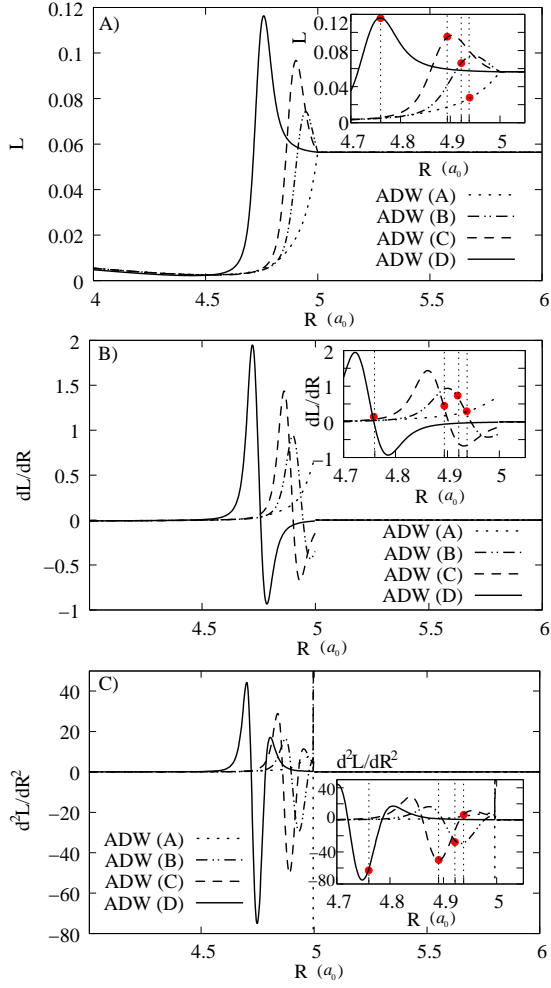 A)
0.12
0.1
0.08
0.06
0.04
0.02
0
L
4
4.5
5
5.5
6
R (a₀)
0.12
0.08
0.04
0
L
4.7
4.8
4.9
5
R (a₀)
ADW (A)
ADW (B)
ADW (C)
ADW (D)
B)
2
1.5
1
0.5
0
−0.5
−1
dL/dR
4.5
5
5.5
6
R (a₀)
2
1
0
−1
dL/dR
4.7
4.8
4.9
5
R (a₀)
ADW (A)
ADW (B)
ADW (C)
ADW (D)
C)
40
20
0
−20
−40
−60
−80
d²L/dR²
4.5
5
5.5
6
R (a₀)
ADW (A)
ADW (B)
ADW (C)
ADW (D)
d²L/dR²
40
0
−40
−80
4.7
4.8
4.9
5
R (a₀)